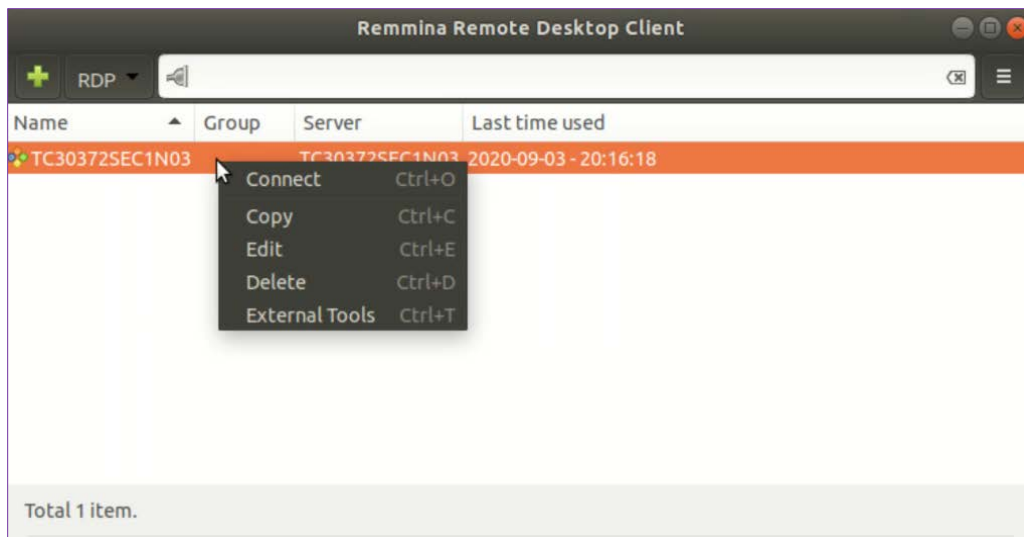 Remmina Remote Desktop Client
RDP
Name Group Server Last time used
TC30372SEC1N03 TC30372SEC1N03 2020-09-03 - 20:16:18
Connect Ctrl+O
Copy Ctrl+C
Edit Ctrl+E
Delete Ctrl+D
External Tools Ctrl+T
Total 1 item.